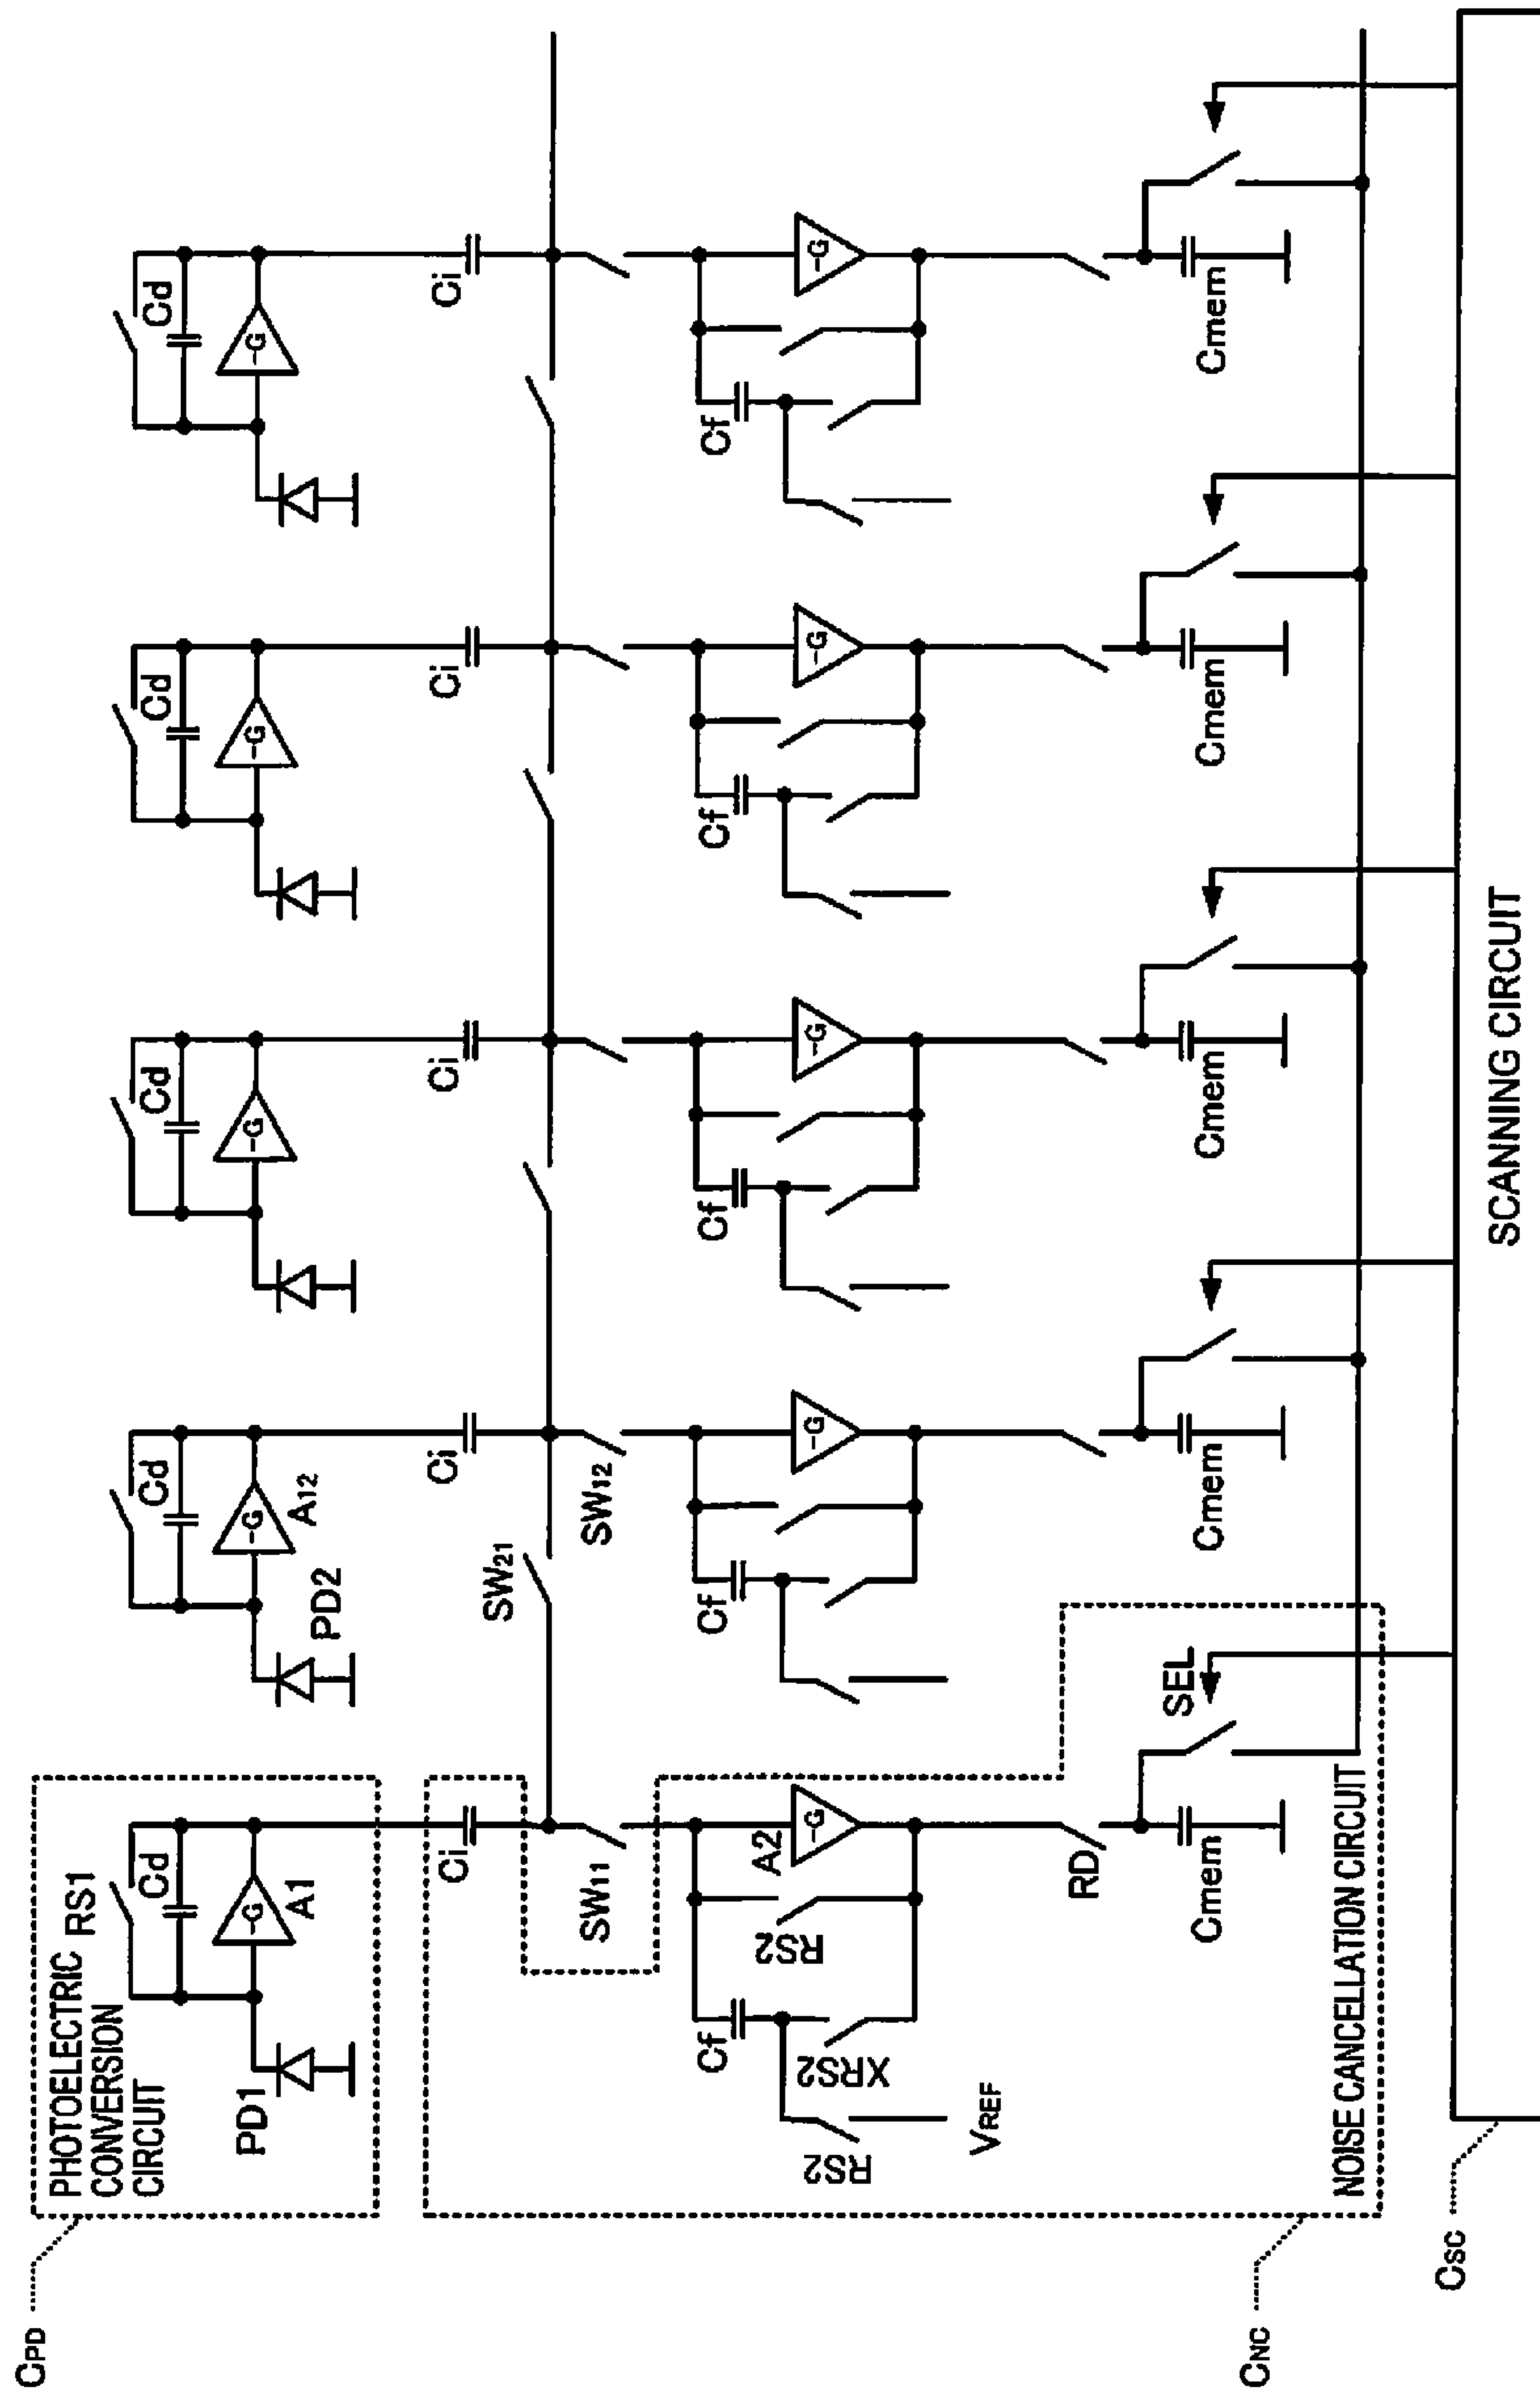 CPD
PHOTOELECTRIC
CONVERSION
CIRCUIT
RS1
Cd
-G
A1
PD1
Cd
-G
A12
PD2
Cd
-G
Cd
-G
Cd
-G
Ci
Ci
Ci
Ci
Ci
SW11
SW21
SW12
Cf
RS2
XRS2
RS2
VREF
A2
-G
Cf
-G
Cf
-G
Cf
-G
Cf
-G
RD
SEL
Cmem
Cmem
Cmem
Cmem
Cmem
NOISE CANCELLATION CIRCUIT
CNC
CSC
SCANNING CIRCUIT